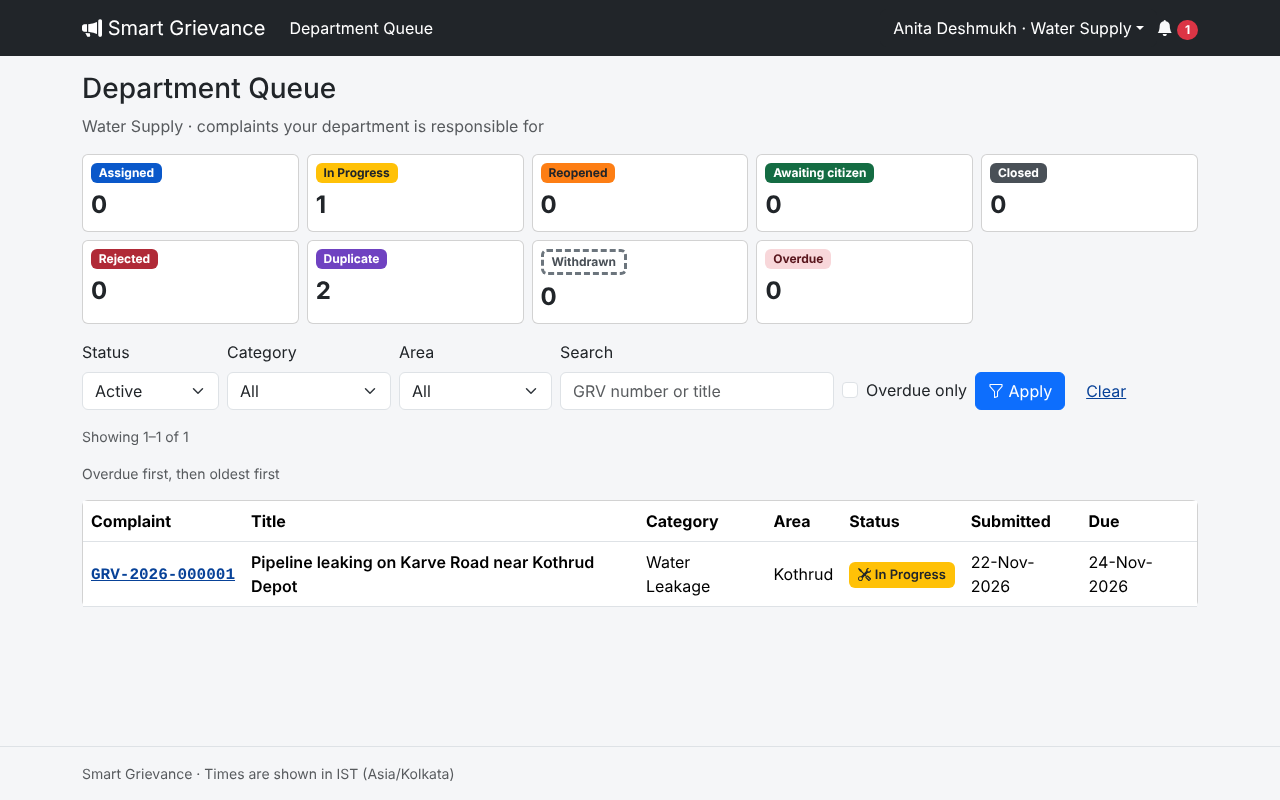 Smart Grievance Department Queue Anita Deshmukh · Water Supply 1
Department Queue
Water Supply · complaints your department is responsible for
Assigned In Progress Reopened Awaiting citizen Closed
0 1 0 0 0
Rejected Duplicate Withdrawn Overdue
0 2 0 0
Status Category Area Search
Active All All GRV number or title Overdue only Apply Clear
Showing 1–1 of 1
Overdue first, then oldest first
Complaint Title Category Area Status Submitted Due
GRV-2026-000001 Pipeline leaking on Karve Road near Kothrud Depot Water Leakage Kothrud In Progress 22-Nov-2026 24-Nov-2026
Smart Grievance · Times are shown in IST (Asia/Kolkata)